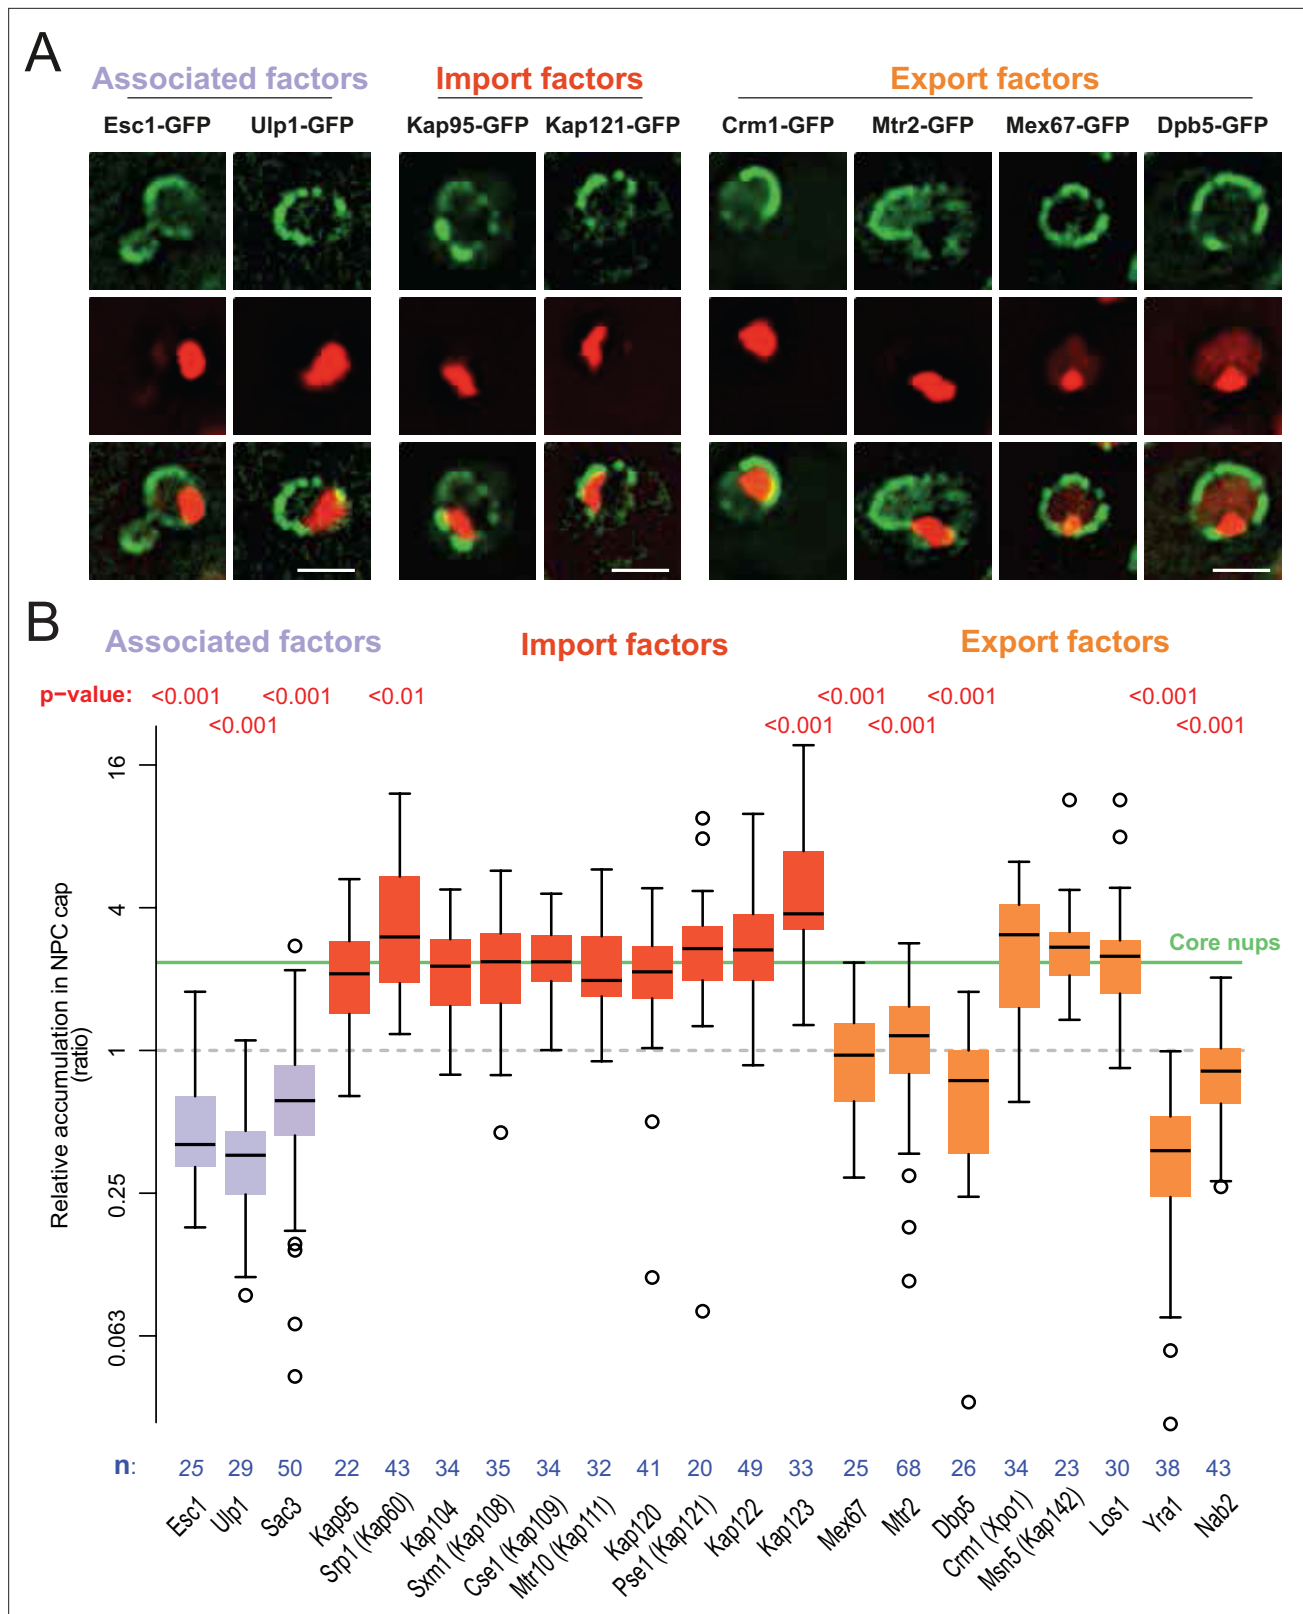 A
Associated factors
Import factors
Export factors
Esc1-GFP
Ulp1-GFP
Kap95-GFP
Kap121-GFP
Crm1-GFP
Mtr2-GFP
Mex67-GFP
Dpb5-GFP
B
Associated factors
Import factors
Export factors
p−value:
<0.001
<0.001
<0.01
<0.001
<0.001
<0.001
<0.001
<0.001
<0.001
<0.001
Relative accumulation in NPC cap
(ratio)
16
4
1
0.25
0.063
Core nups
n: 25 29 50 22 43 34 35 34 32 41 20 49 33 25 68 26 34 23 30 38 43
Esc1
Ulp1
Sac3
Kap95
Srp1 (Kap60)
Kap104
Sxm1 (Kap108)
Cse1 (Kap109)
Mtr10 (Kap111)
Kap120
Pse1 (Kap121)
Kap122
Kap123
Mex67
Mtr2
Dbp5
Crm1 (Xpo1)
Msn5 (Kap142)
Los1
Yra1
Nab2